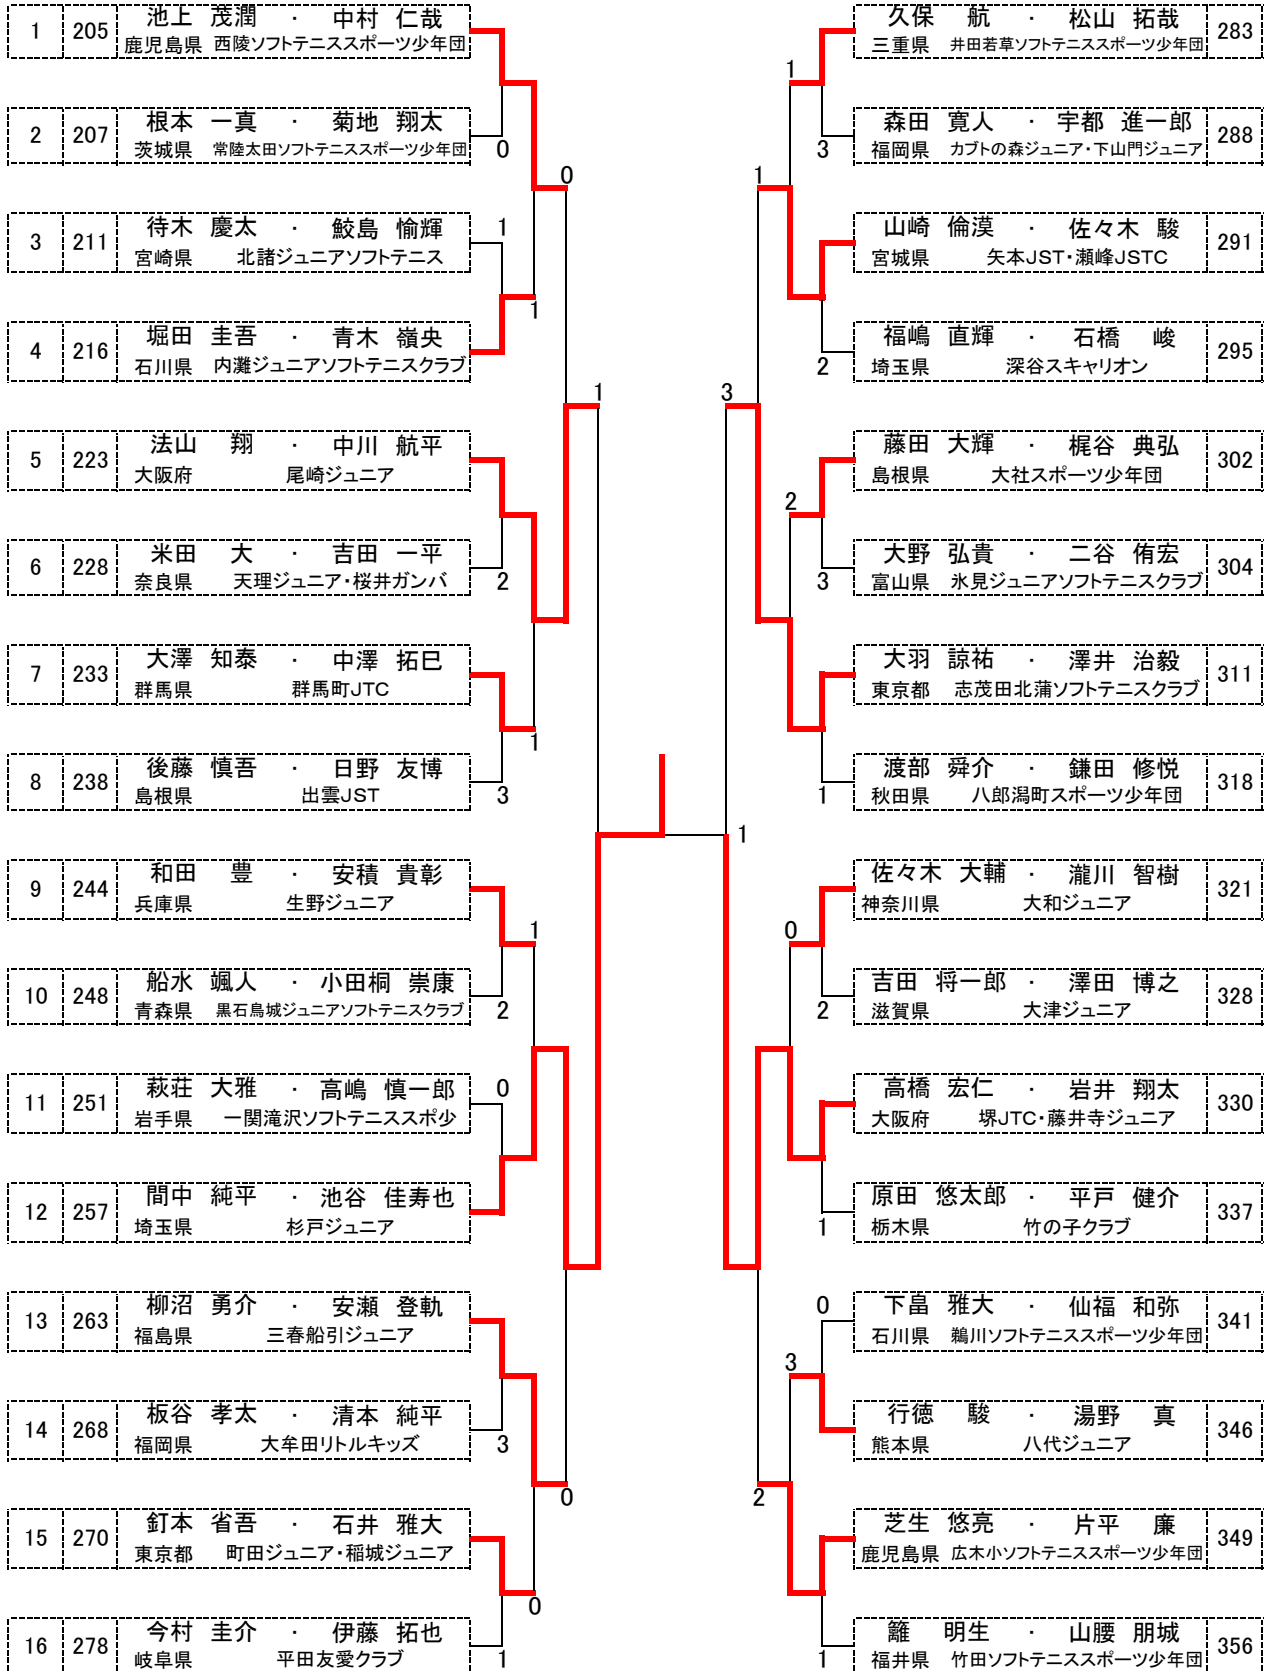 1 205 池上 茂潤 ・ 中村 仁哉
鹿児島県 西陵ソフトテニススポーツ少年団
2 207 根本 一真 ・ 菊地 翔太
茨城県 常陸太田ソフトテニススポーツ少年団
0
0
3 211 待木 慶太 ・ 鮫島 愉輝
宮崎県 北諸ジュニアソフトテニス
1
1
4 216 堀田 圭吾 ・ 青木 嶺央
石川県 内灘ジュニアソフトテニスクラブ
1
5 223 法山 翔 ・ 中川 航平
大阪府 尾崎ジュニア
6 228 米田 大 ・ 吉田 一平
奈良県 天理ジュニア・桜井ガンバ
2
7 233 大澤 知泰 ・ 中澤 拓巳
群馬県 群馬町JTC
1
8 238 後藤 慎吾 ・ 日野 友博
島根県 出雲JST
3
9 244 和田 豊 ・ 安積 貴彰
兵庫県 生野ジュニア
1
10 248 船水 颯人 ・ 小田桐 崇康
青森県 黒石烏城ジュニアソフトテニスクラブ
2
11 251 萩荘 大雅 ・ 高嶋 慎一郎
岩手県 一関滝沢ソフトテニススポ少
0
12 257 間中 純平 ・ 池谷 佳寿也
埼玉県 杉戸ジュニア
13 263 柳沼 勇介 ・ 安瀬 登軌
福島県 三春船引ジュニア
14 268 板谷 孝太 ・ 清本 純平
福岡県 大牟田リトルキッズ
3
0
15 270 釘本 省吾 ・ 石井 雅大
東京都 町田ジュニア・稲城ジュニア
0
16 278 今村 圭介 ・ 伊藤 拓也
岐阜県 平田友愛クラブ
1
久保 航 ・ 松山 拓哉 283
三重県 井田若草ソフトテニススポーツ少年団
1
森田 寛人 ・ 宇都 進一郎 288
福岡県 カブトの森ジュニア・下山門ジュニア
3
1
山崎 倫漠 ・ 佐々木 駿 291
宮城県 矢本JST・瀬峰JSTC
福嶋 直輝 ・ 石橋 峻 295
埼玉県 深谷スキャリオン
2
3
藤田 大輝 ・ 梶谷 典弘 302
島根県 大社スポーツ少年団
2
大野 弘貴 ・ 二谷 侑宏 304
富山県 氷見ジュニアソフトテニスクラブ
3
大羽 諒祐 ・ 澤井 治毅 311
東京都 志茂田北蒲ソフトテニスクラブ
渡部 舜介 ・ 鎌田 修悦 318
秋田県 八郎潟町スポーツ少年団
1
1
佐々木 大輔 ・ 瀧川 智樹 321
神奈川県 大和ジュニア
0
吉田 将一郎 ・ 澤田 博之 328
滋賀県 大津ジュニア
2
高橋 宏仁 ・ 岩井 翔太 330
大阪府 堺JTC・藤井寺ジュニア
原田 悠太郎 ・ 平戸 健介 337
栃木県 竹の子クラブ
1
下畠 雅大 ・ 仙福 和弥 341
石川県 鵜川ソフトテニススポーツ少年団
0
3
行徳 駿 ・ 湯野 真 346
熊本県 八代ジュニア
2
芝生 悠亮 ・ 片平 廉 349
鹿児島県 広木小ソフトテニススポーツ少年団
籬 明生 ・ 山腰 朋城 356
福井県 竹田ソフトテニススポーツ少年団
1